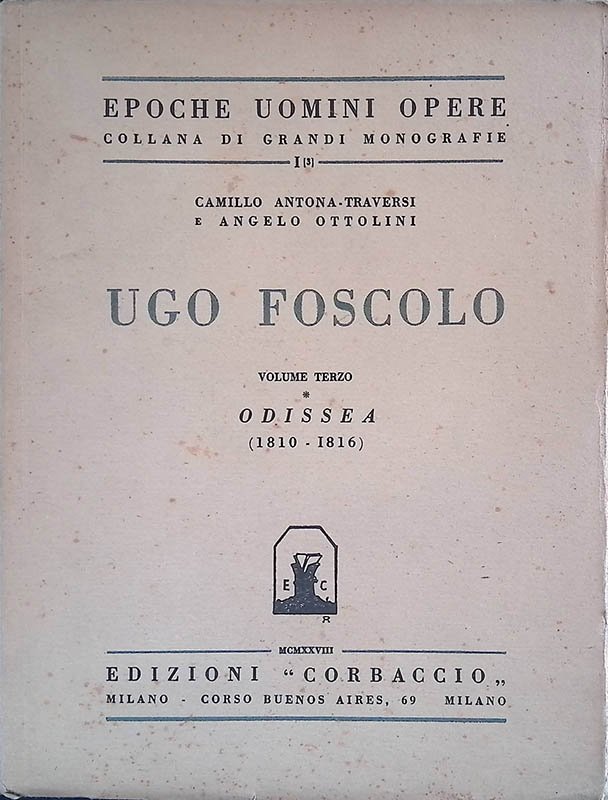 EPOCHE UOMINI OPERE
COLLANA DI GRANDI MONOGRAFIE
I [3]
CAMILLO ANTONA-TRAVERSI
E ANGELO OTTOLINI
UGO FOSCOLO
VOLUME TERZO
*
ODISSEA
(1810 - 1816)
E C
R
MCMXXVIII
EDIZIONI “CORBACCIO„
MILANO - CORSO BUENOS AIRES, 69 MILANO